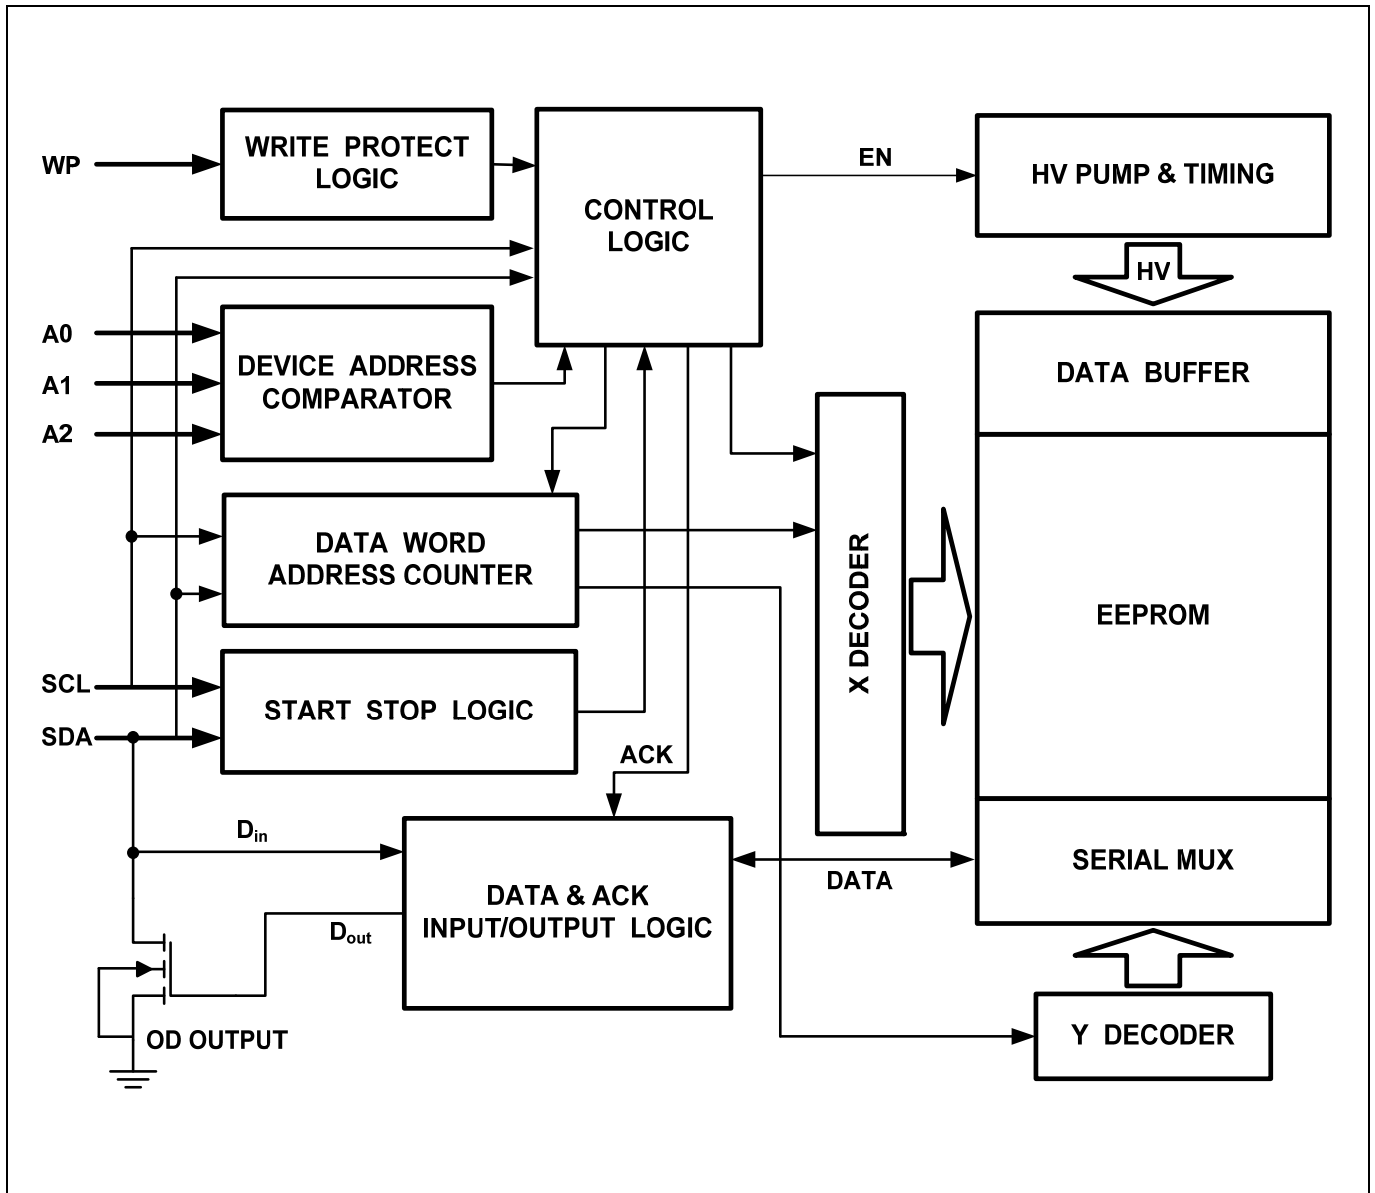 WP
WRITE PROTECT
LOGIC
CONTROL
LOGIC
EN
HV PUMP & TIMING
HV
A0
A1
A2
DEVICE ADDRESS
COMPARATOR
DATA BUFFER
DATA WORD
ADDRESS COUNTER
X DECODER
EEPROM
SCL
SDA
START STOP LOGIC
ACK
Din
DATA & ACK
INPUT/OUTPUT LOGIC
Dout
DATA
SERIAL MUX
OD OUTPUT
Y DECODER